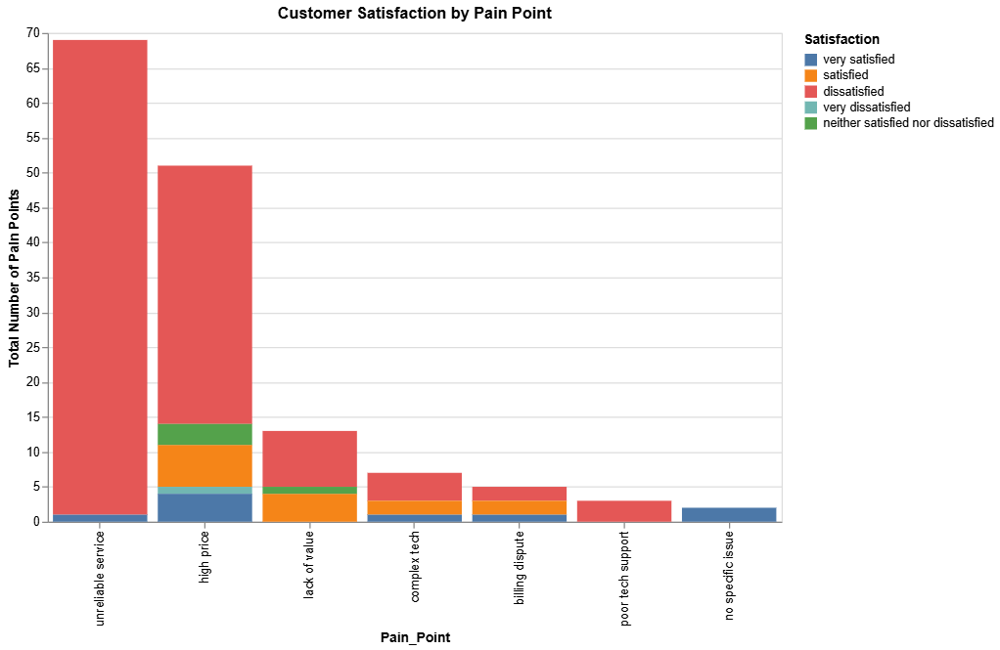 Customer Satisfaction by Pain Point
Total Number of Pain Points
70
65
60
55
50
45
40
35
30
25
20
15
10
5
0
unreliable service
high price
lack of value
complex tech
billing dispute
poor tech support
no specific issue
Pain_Point
Satisfaction
very satisfied
satisfied
dissatisfied
very dissatisfied
neither satisfied nor dissatisfied